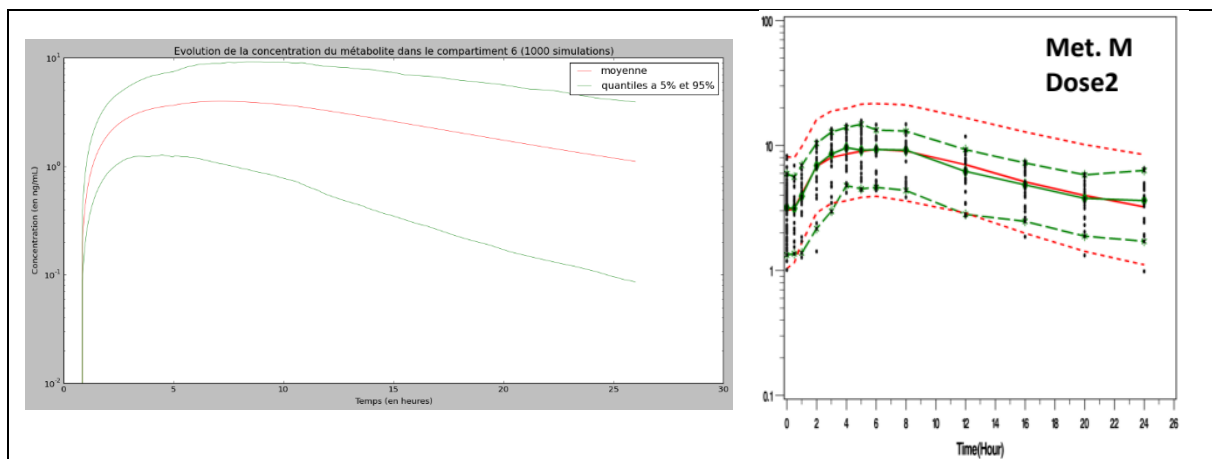 Evolution de la concentration du métabolite dans le compartiment 6 (1000 simulations)
10^1
10^0
10^-1
10^-2
Concentration (en ng/mL)
moyenne
quantiles a 5% et 95%
0 5 10 15 20 25 30
Temps (en heures)
Met. M
Dose2
100
10
1
0.1
0 2 4 6 8 10 12 14 16 18 20 22 24 26
Time(Hour)